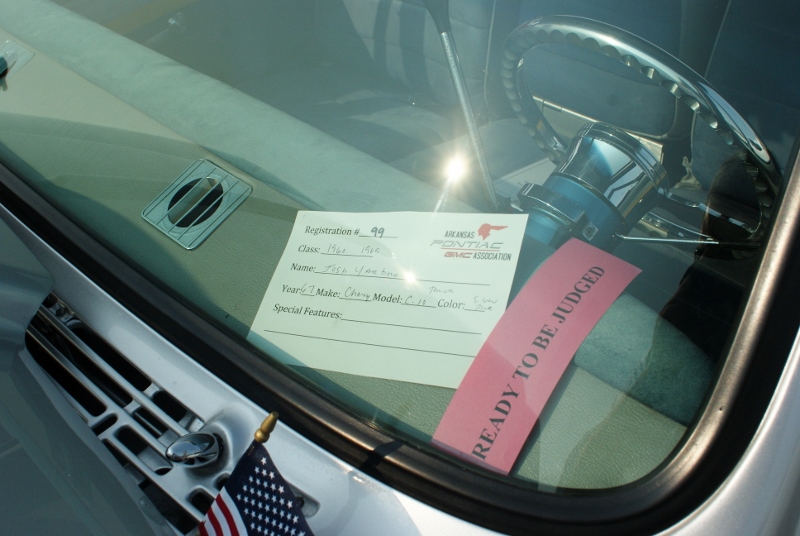 Registration # 99
ARKANSAS
PONTIAC
GMC ASSOCIATION
Class:
Name: Josh
Year: 67 Make: Chevy Model: C-10 Color:
Special Features:
READY TO BE JUDGED